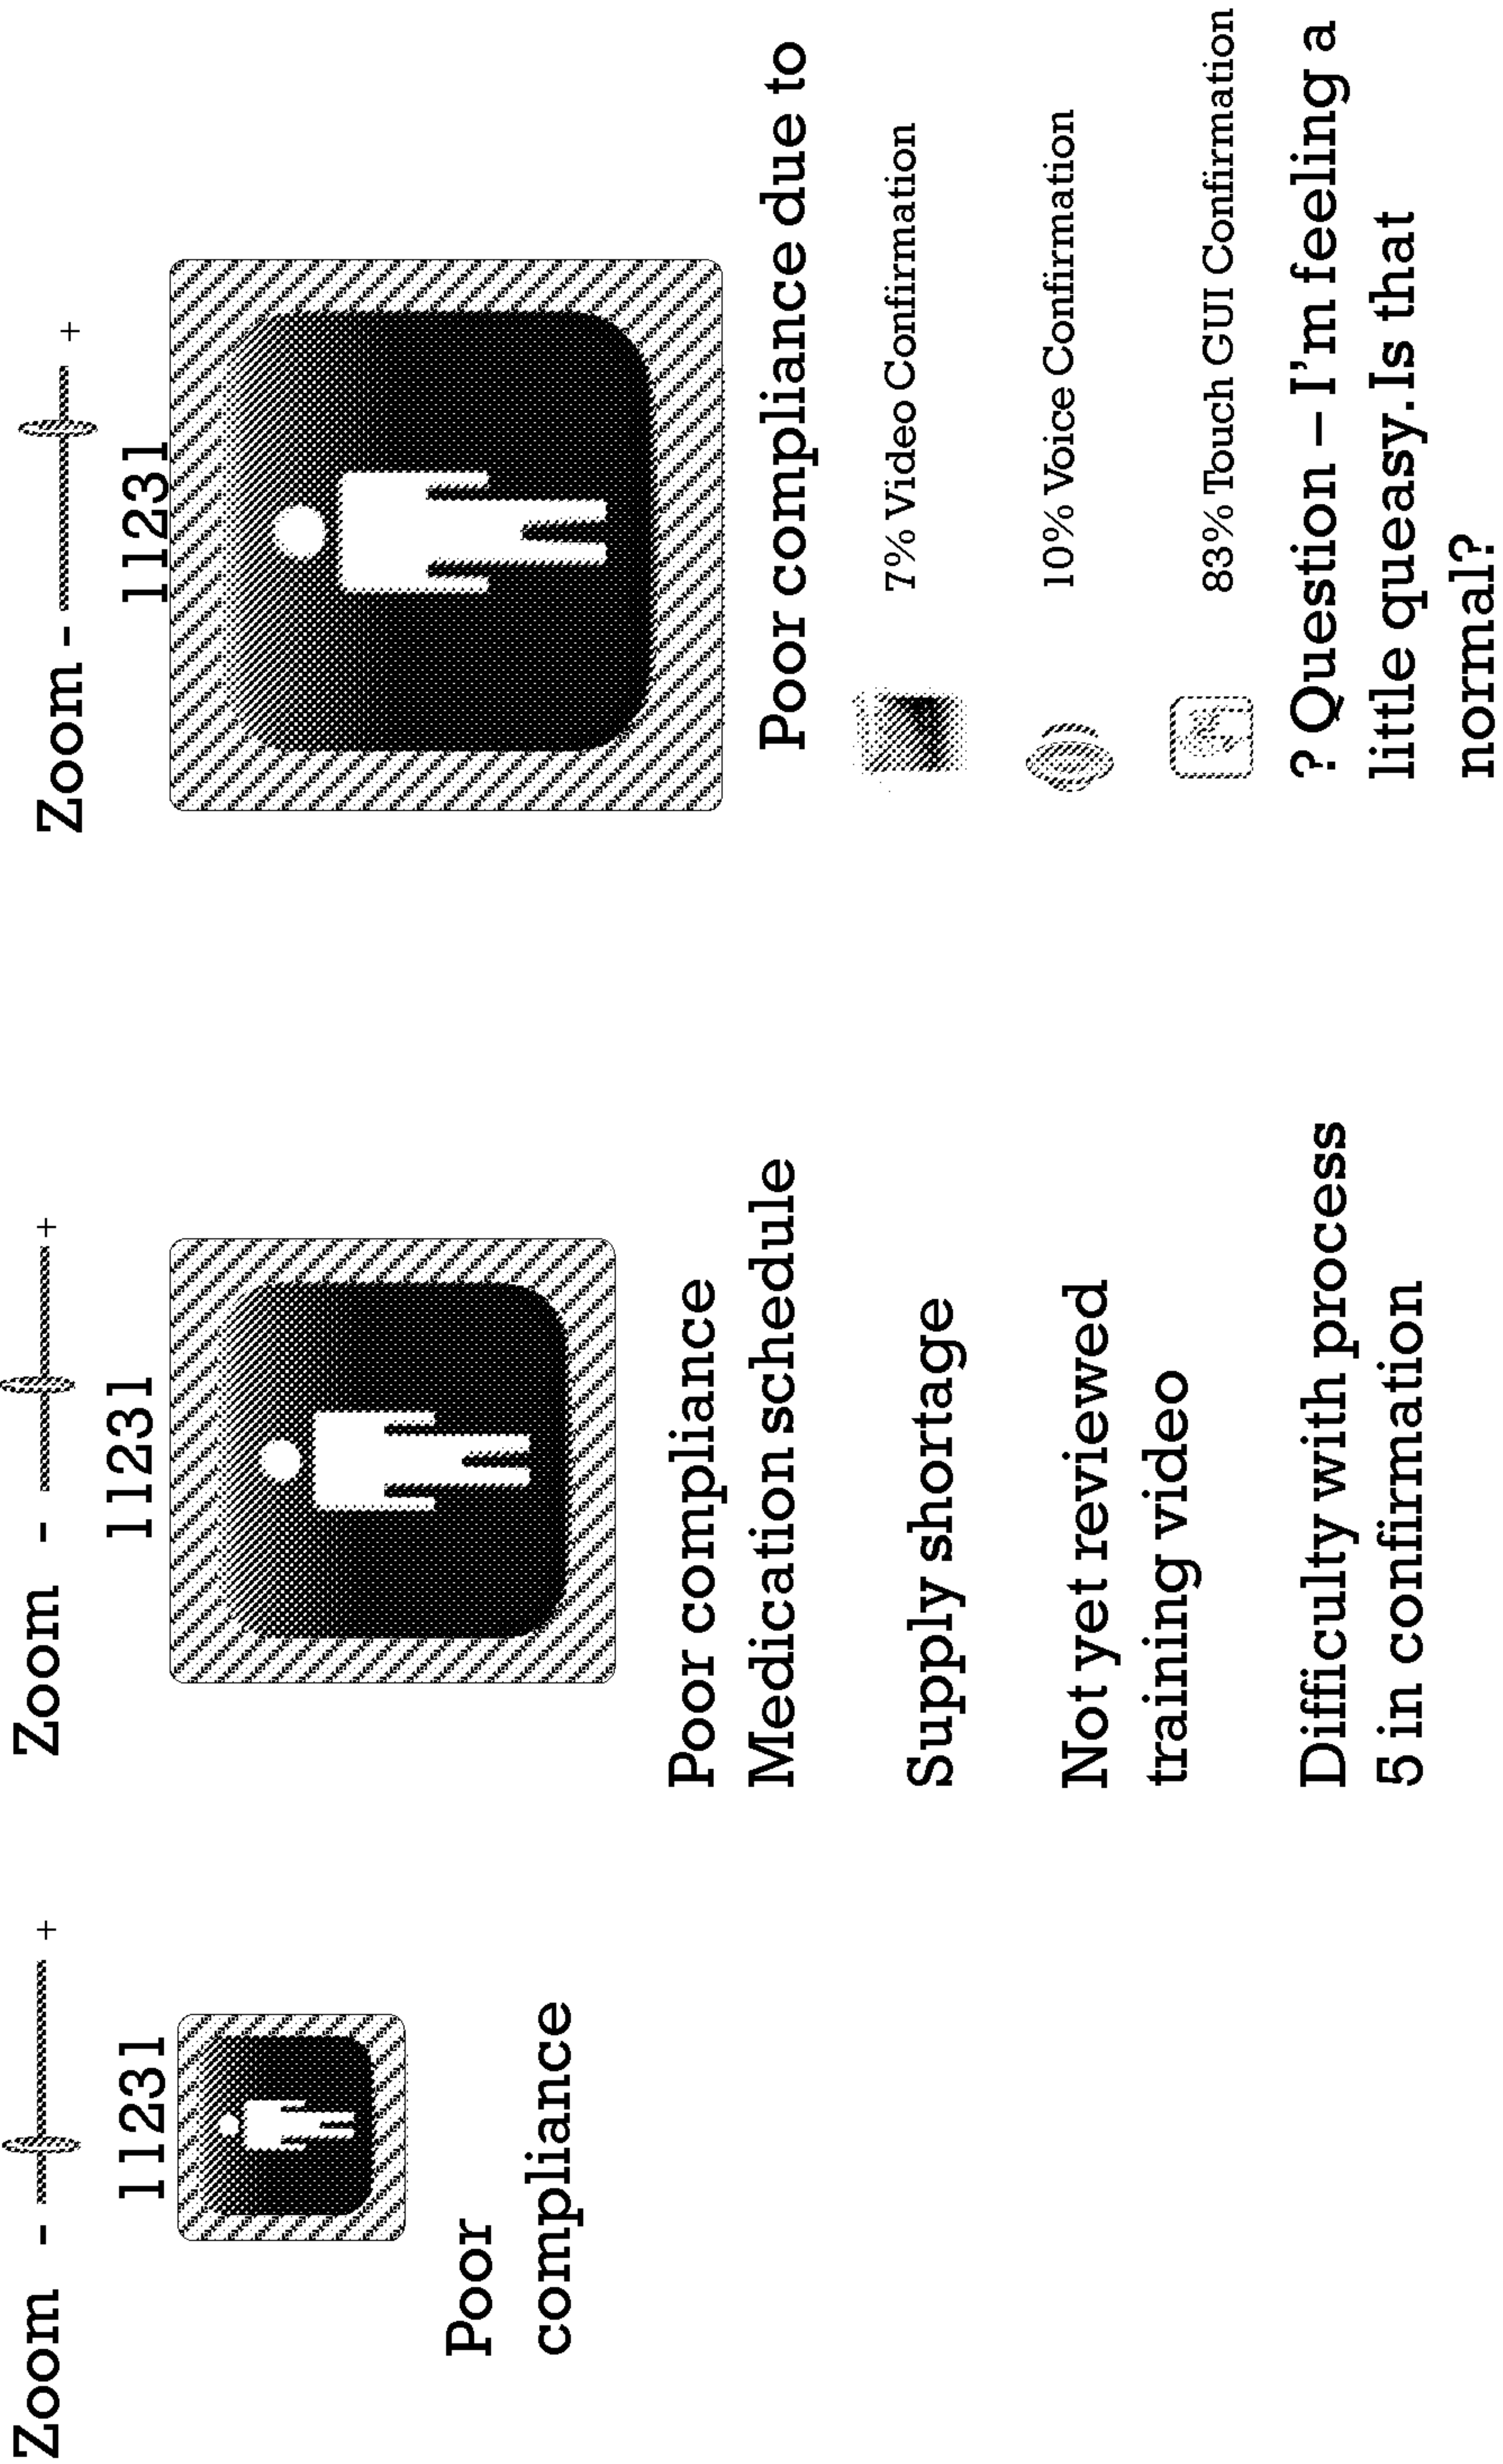 Zoom - +
11231
Poor
compliance
Zoom - +
11231
Poor compliance
Medication schedule
Supply shortage
Not yet reviewed
training video
Difficulty with process
5 in confirmation
Zoom - +
11231
Poor compliance due to
7% Video Confirmation
10% Voice Confirmation
83% Touch GUI Confirmation
? Question – I'm feeling a
little queasy. Is that
normal?